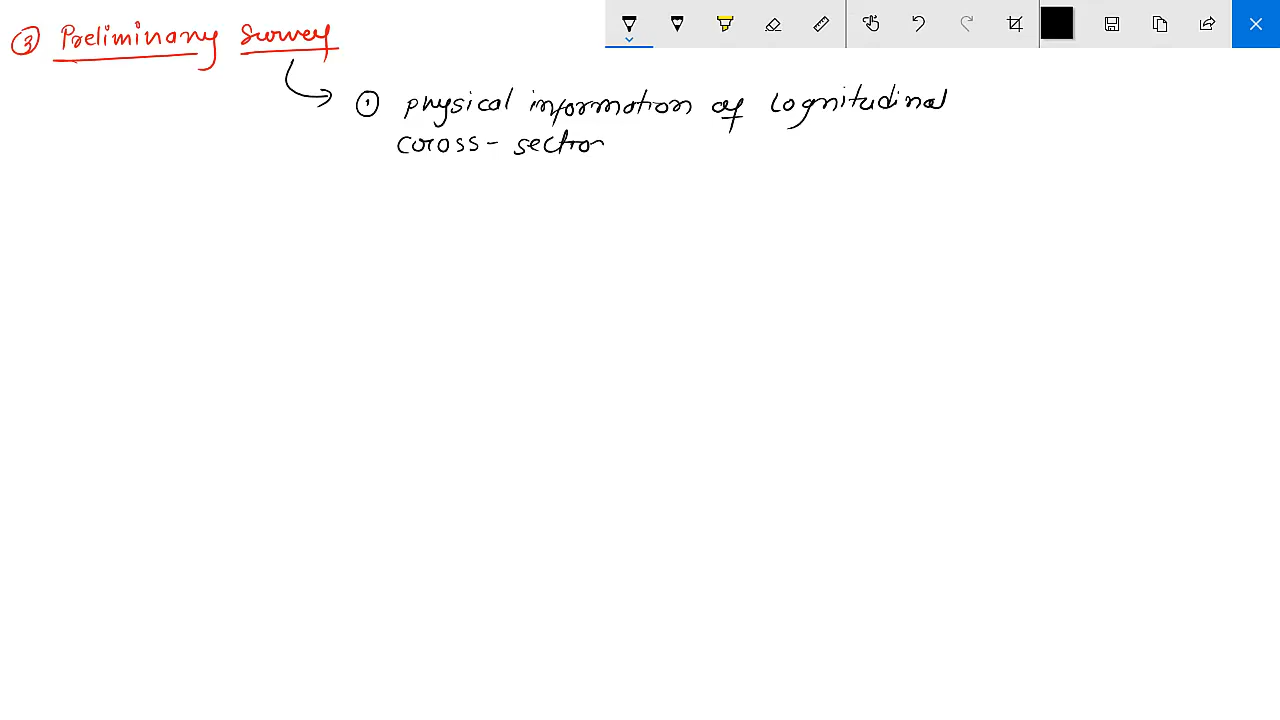 ③ Preliminary Survey
① physical information of Lognitudinal
cross-section